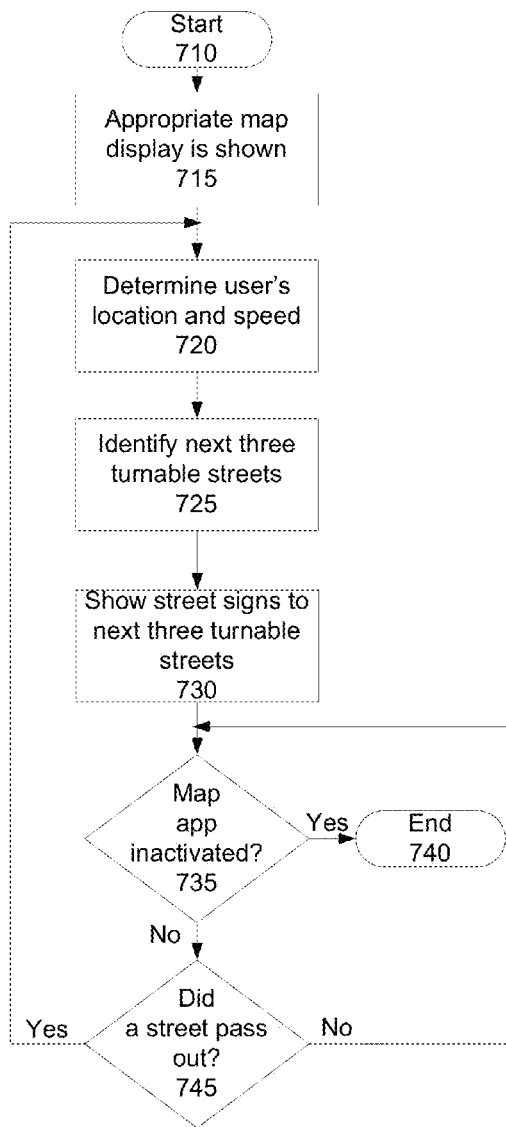 Start
710
Appropriate map
display is shown
715
Determine user's
location and speed
720
Identify next three
turnable streets
725
Show street signs to
next three turnable
streets
730
Map
app
inactivated?
735
Yes
End
740
No
Did
a street pass
out?
745
Yes
No